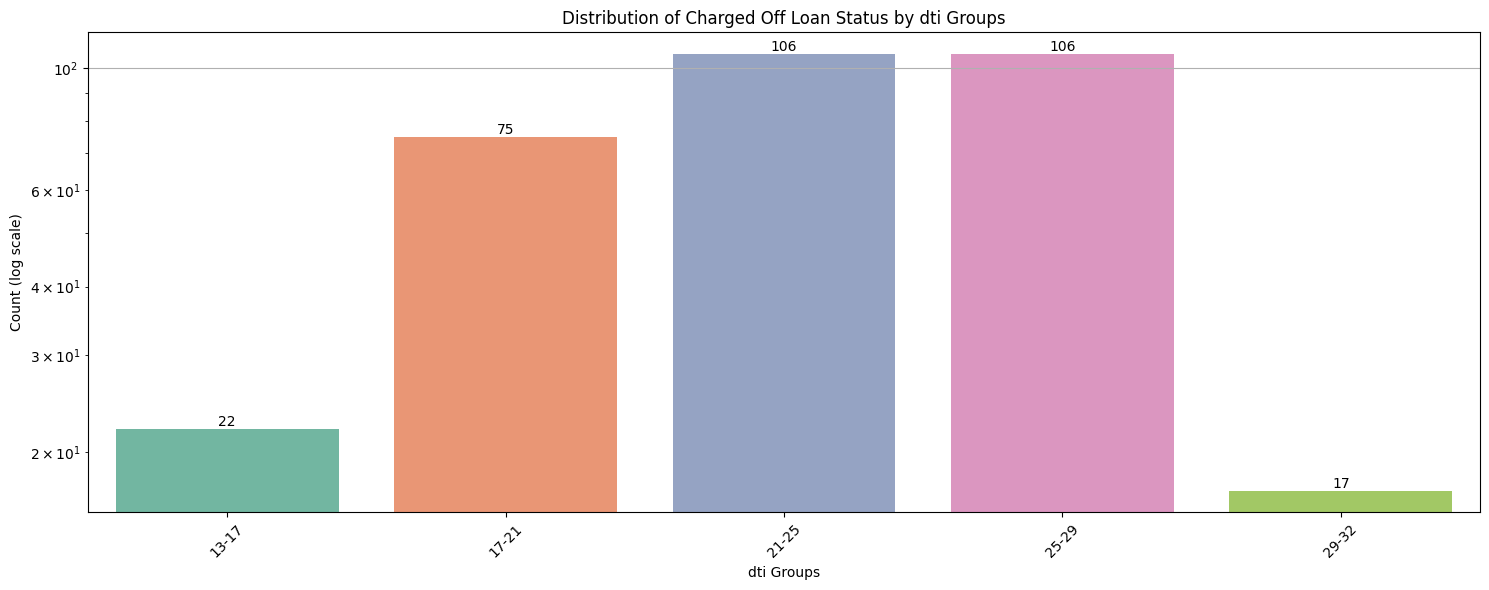 Distribution of Charged Off Loan Status by dti Groups
Count (log scale)
10²
6 × 10¹
4 × 10¹
3 × 10¹
2 × 10¹
22
75
106
106
17
13-17
17-21
21-25
25-29
29-32
dti Groups